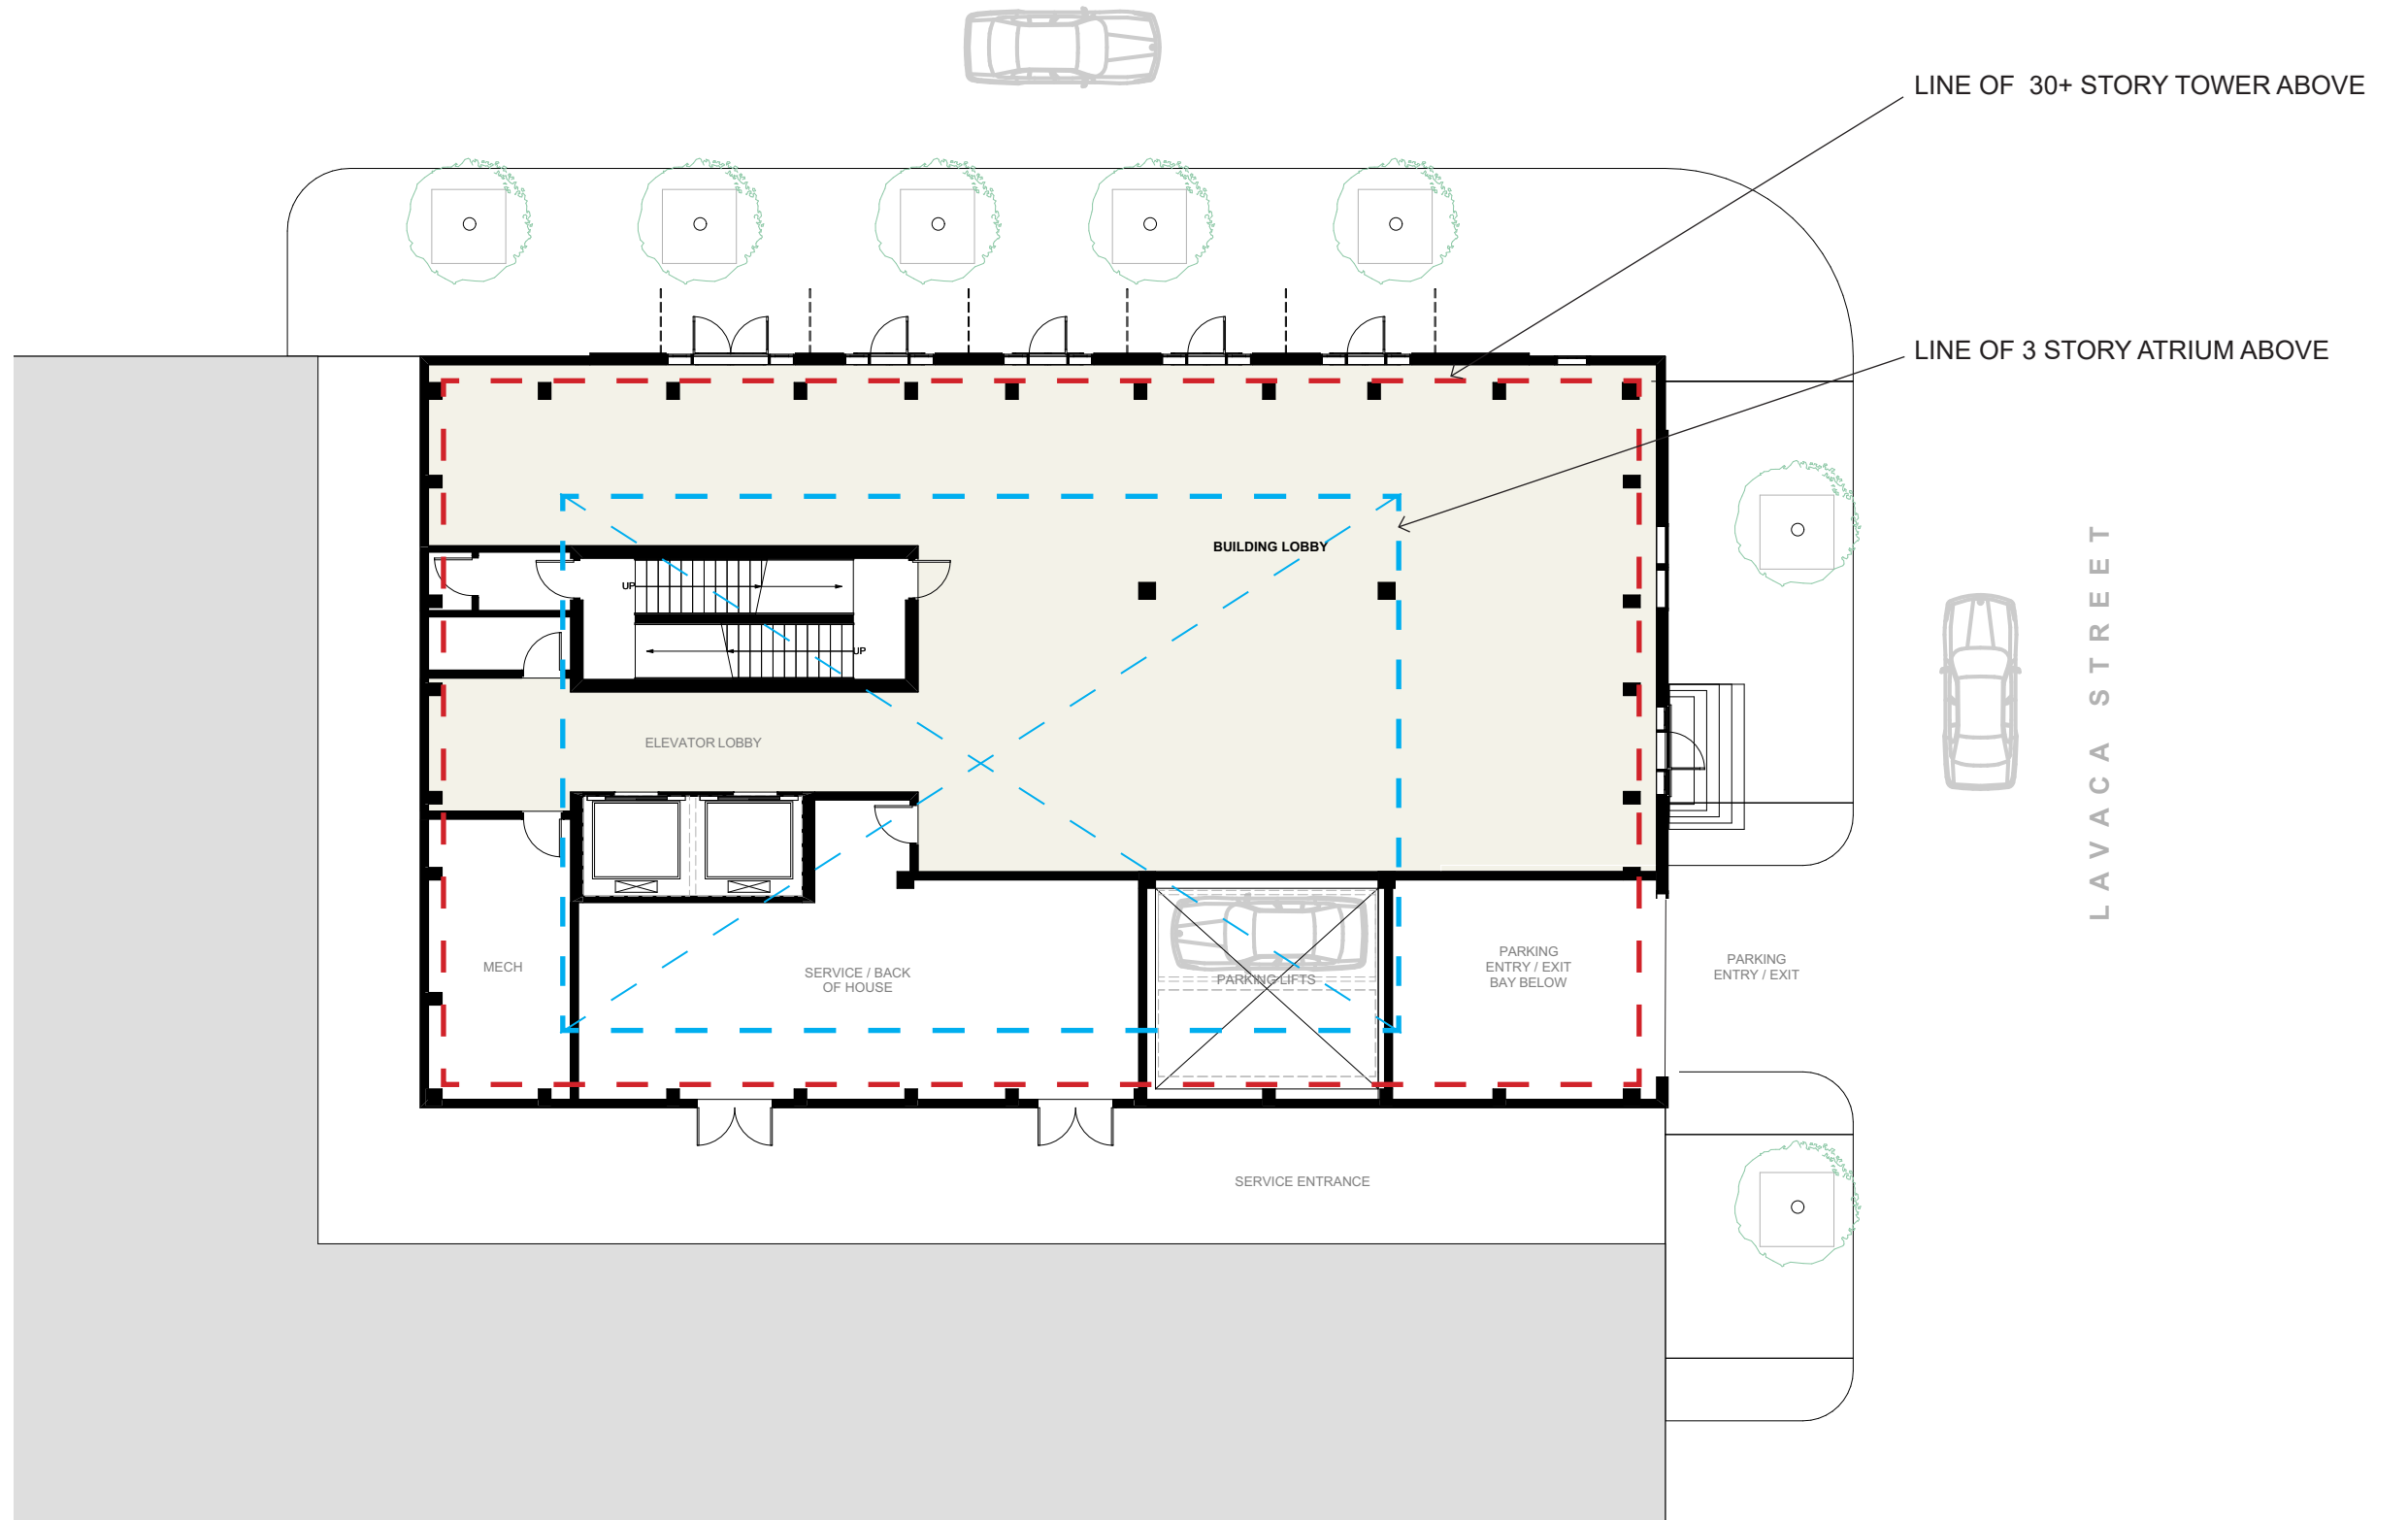 LINE OF  30+ STORY TOWER ABOVE
LINE OF 3 STORY ATRIUM ABOVE
BUILDING LOBBY
UP
UP
ELEVATOR LOBBY
LAVACA STREET
MECH
SERVICE / BACK
OF HOUSE
PARKING LIFTS
PARKING
ENTRY / EXIT
BAY BELOW
PARKING
ENTRY / EXIT
SERVICE ENTRANCE